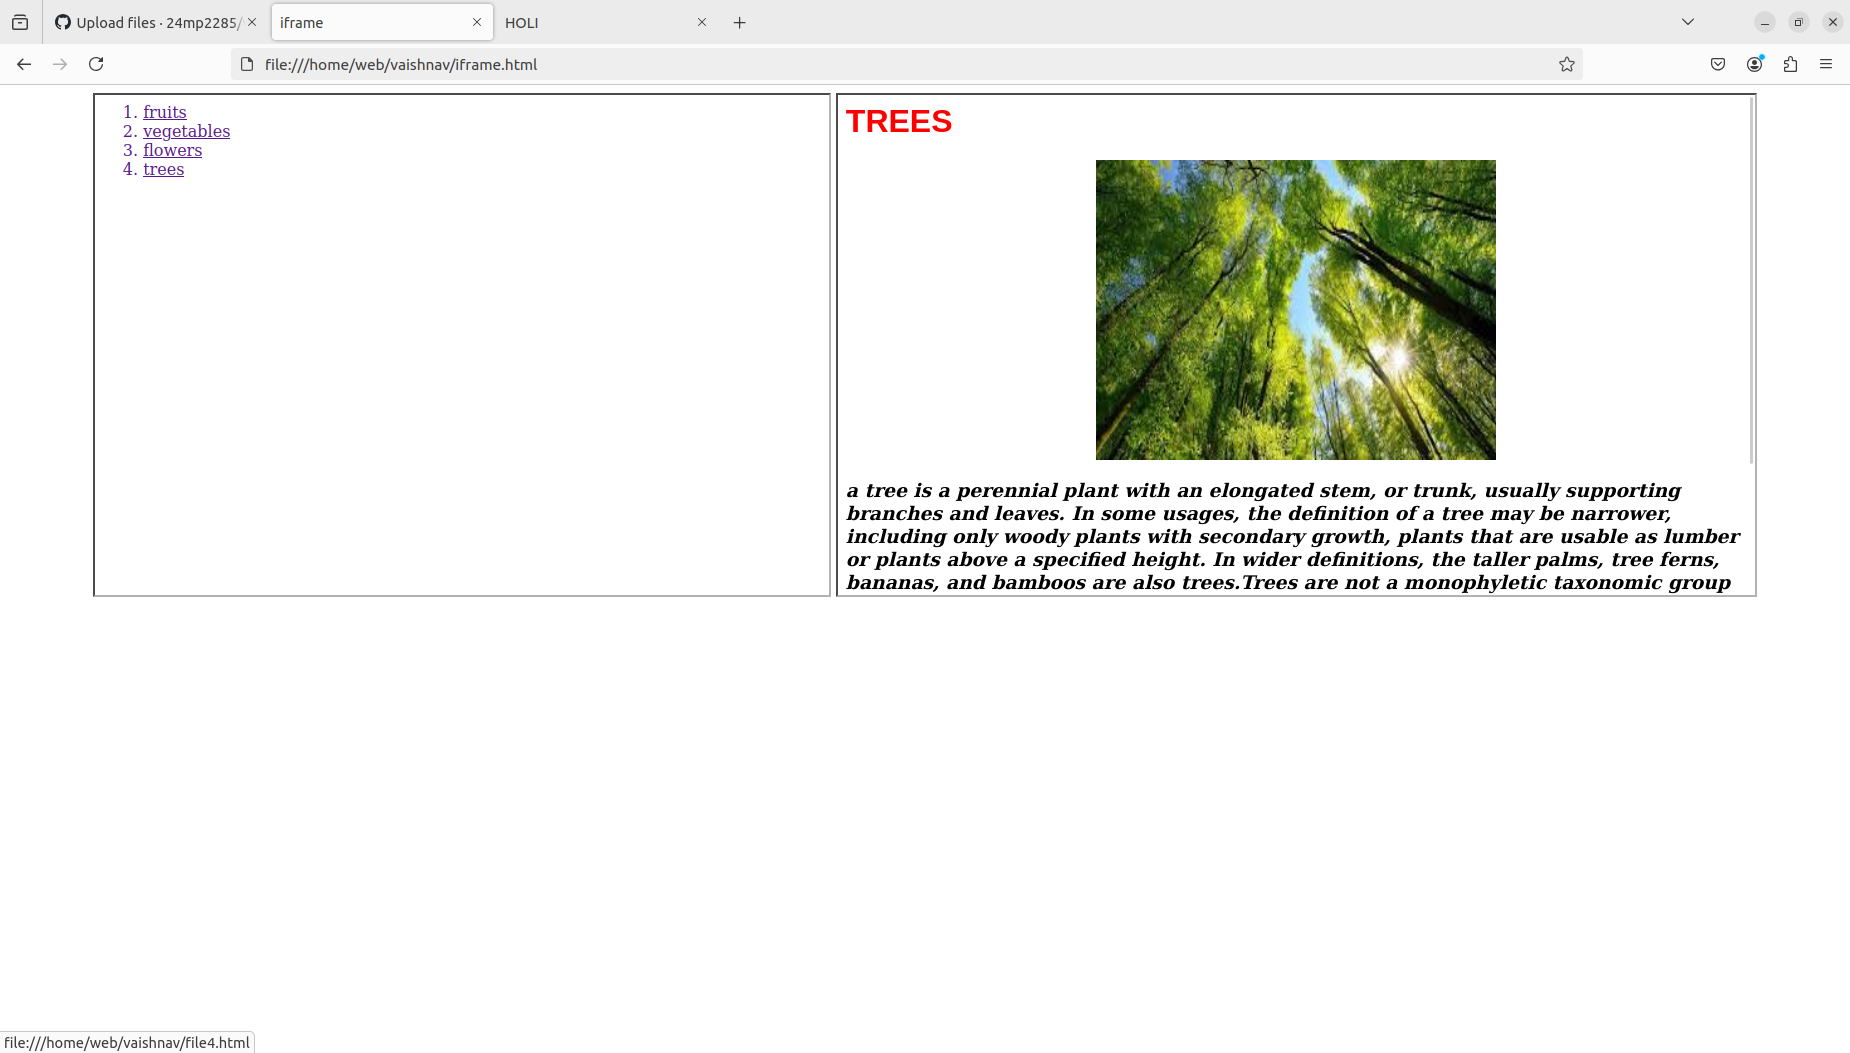 Upload files · 24mp2285/
iframe
HOLI
file:///home/web/vaishnav/iframe.html
1. fruits
2. vegetables
3. flowers
4. trees
TREES
a tree is a perennial plant with an elongated stem, or trunk, usually supporting
branches and leaves. In some usages, the definition of a tree may be narrower,
including only woody plants with secondary growth, plants that are usable as lumber
or plants above a specified height. In wider definitions, the taller palms, tree ferns,
bananas, and bamboos are also trees.Trees are not a monophyletic taxonomic group
file:///home/web/vaishnav/file4.html